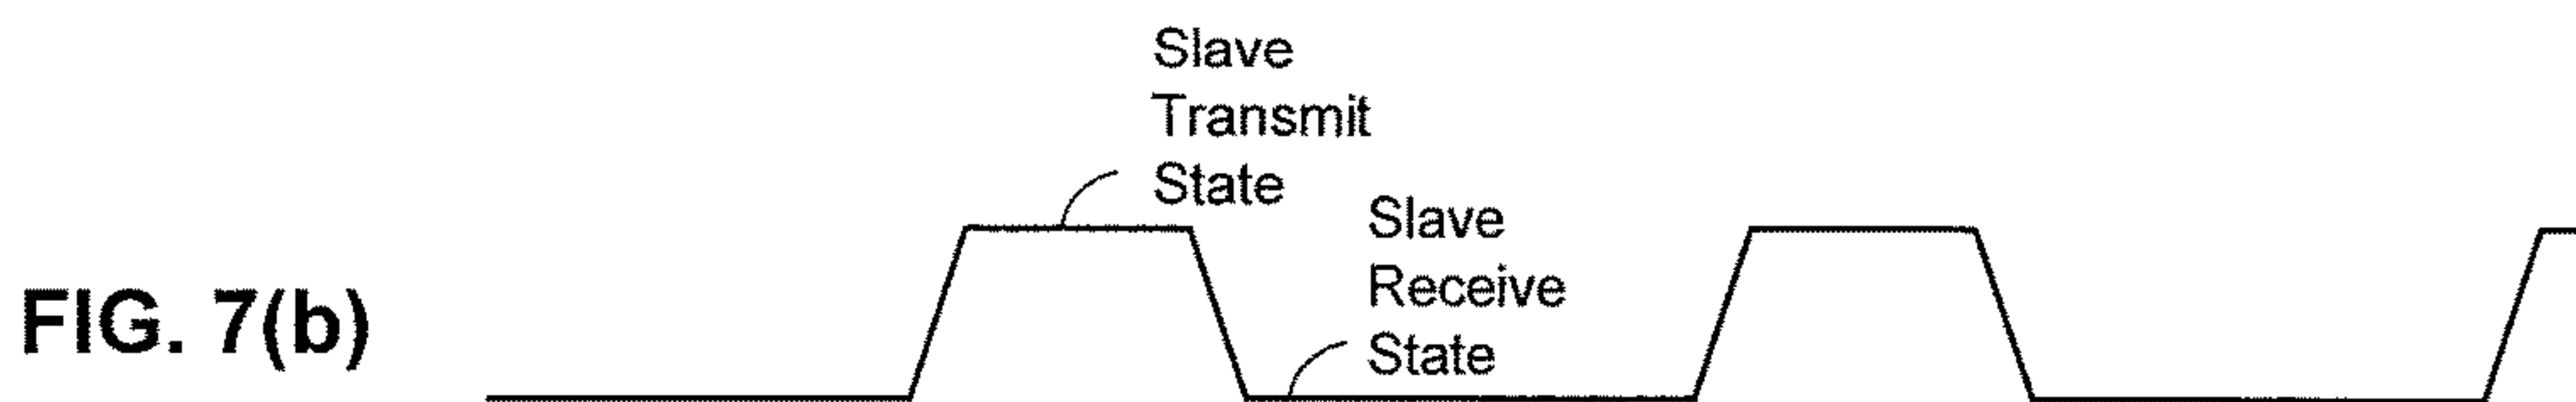 Slave
Transmit
State
Slave
Receive
State
FIG. 7(b)